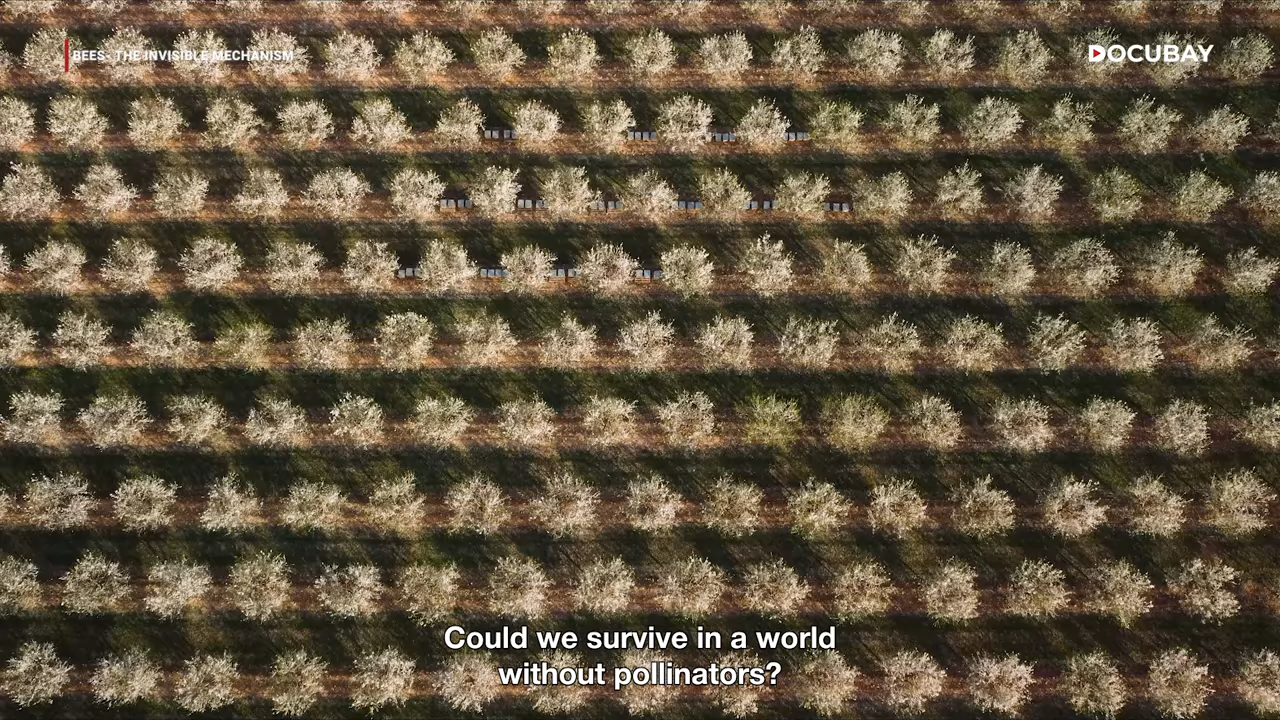 BEES - THE INVISIBLE MECHANISM
DOCUBAY
Could we survive in a world
without pollinators?